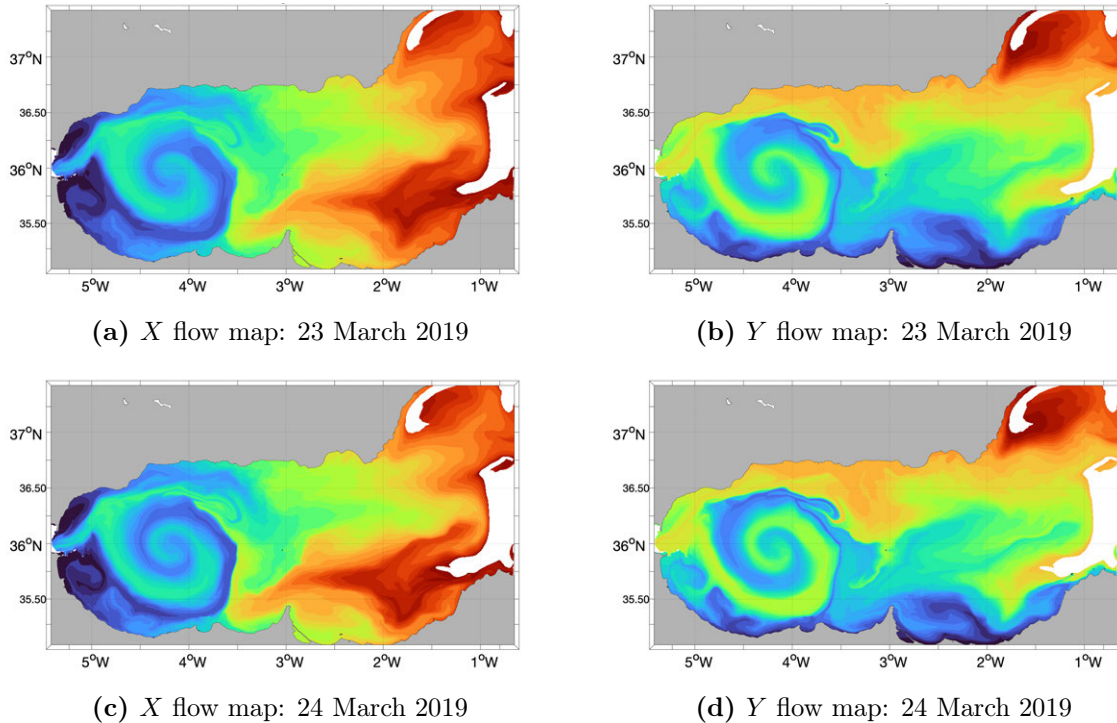 37°N
36.50
36°N
35.50
5°W 4°W 3°W 2°W 1°W
(a) X flow map: 23 March 2019
37°N
36.50
36°N
35.50
5°W 4°W 3°W 2°W 1°W
(b) Y flow map: 23 March 2019
37°N
36.50
36°N
35.50
5°W 4°W 3°W 2°W 1°W
(c) X flow map: 24 March 2019
37°N
36.50
36°N
35.50
5°W 4°W 3°W 2°W 1°W
(d) Y flow map: 24 March 2019